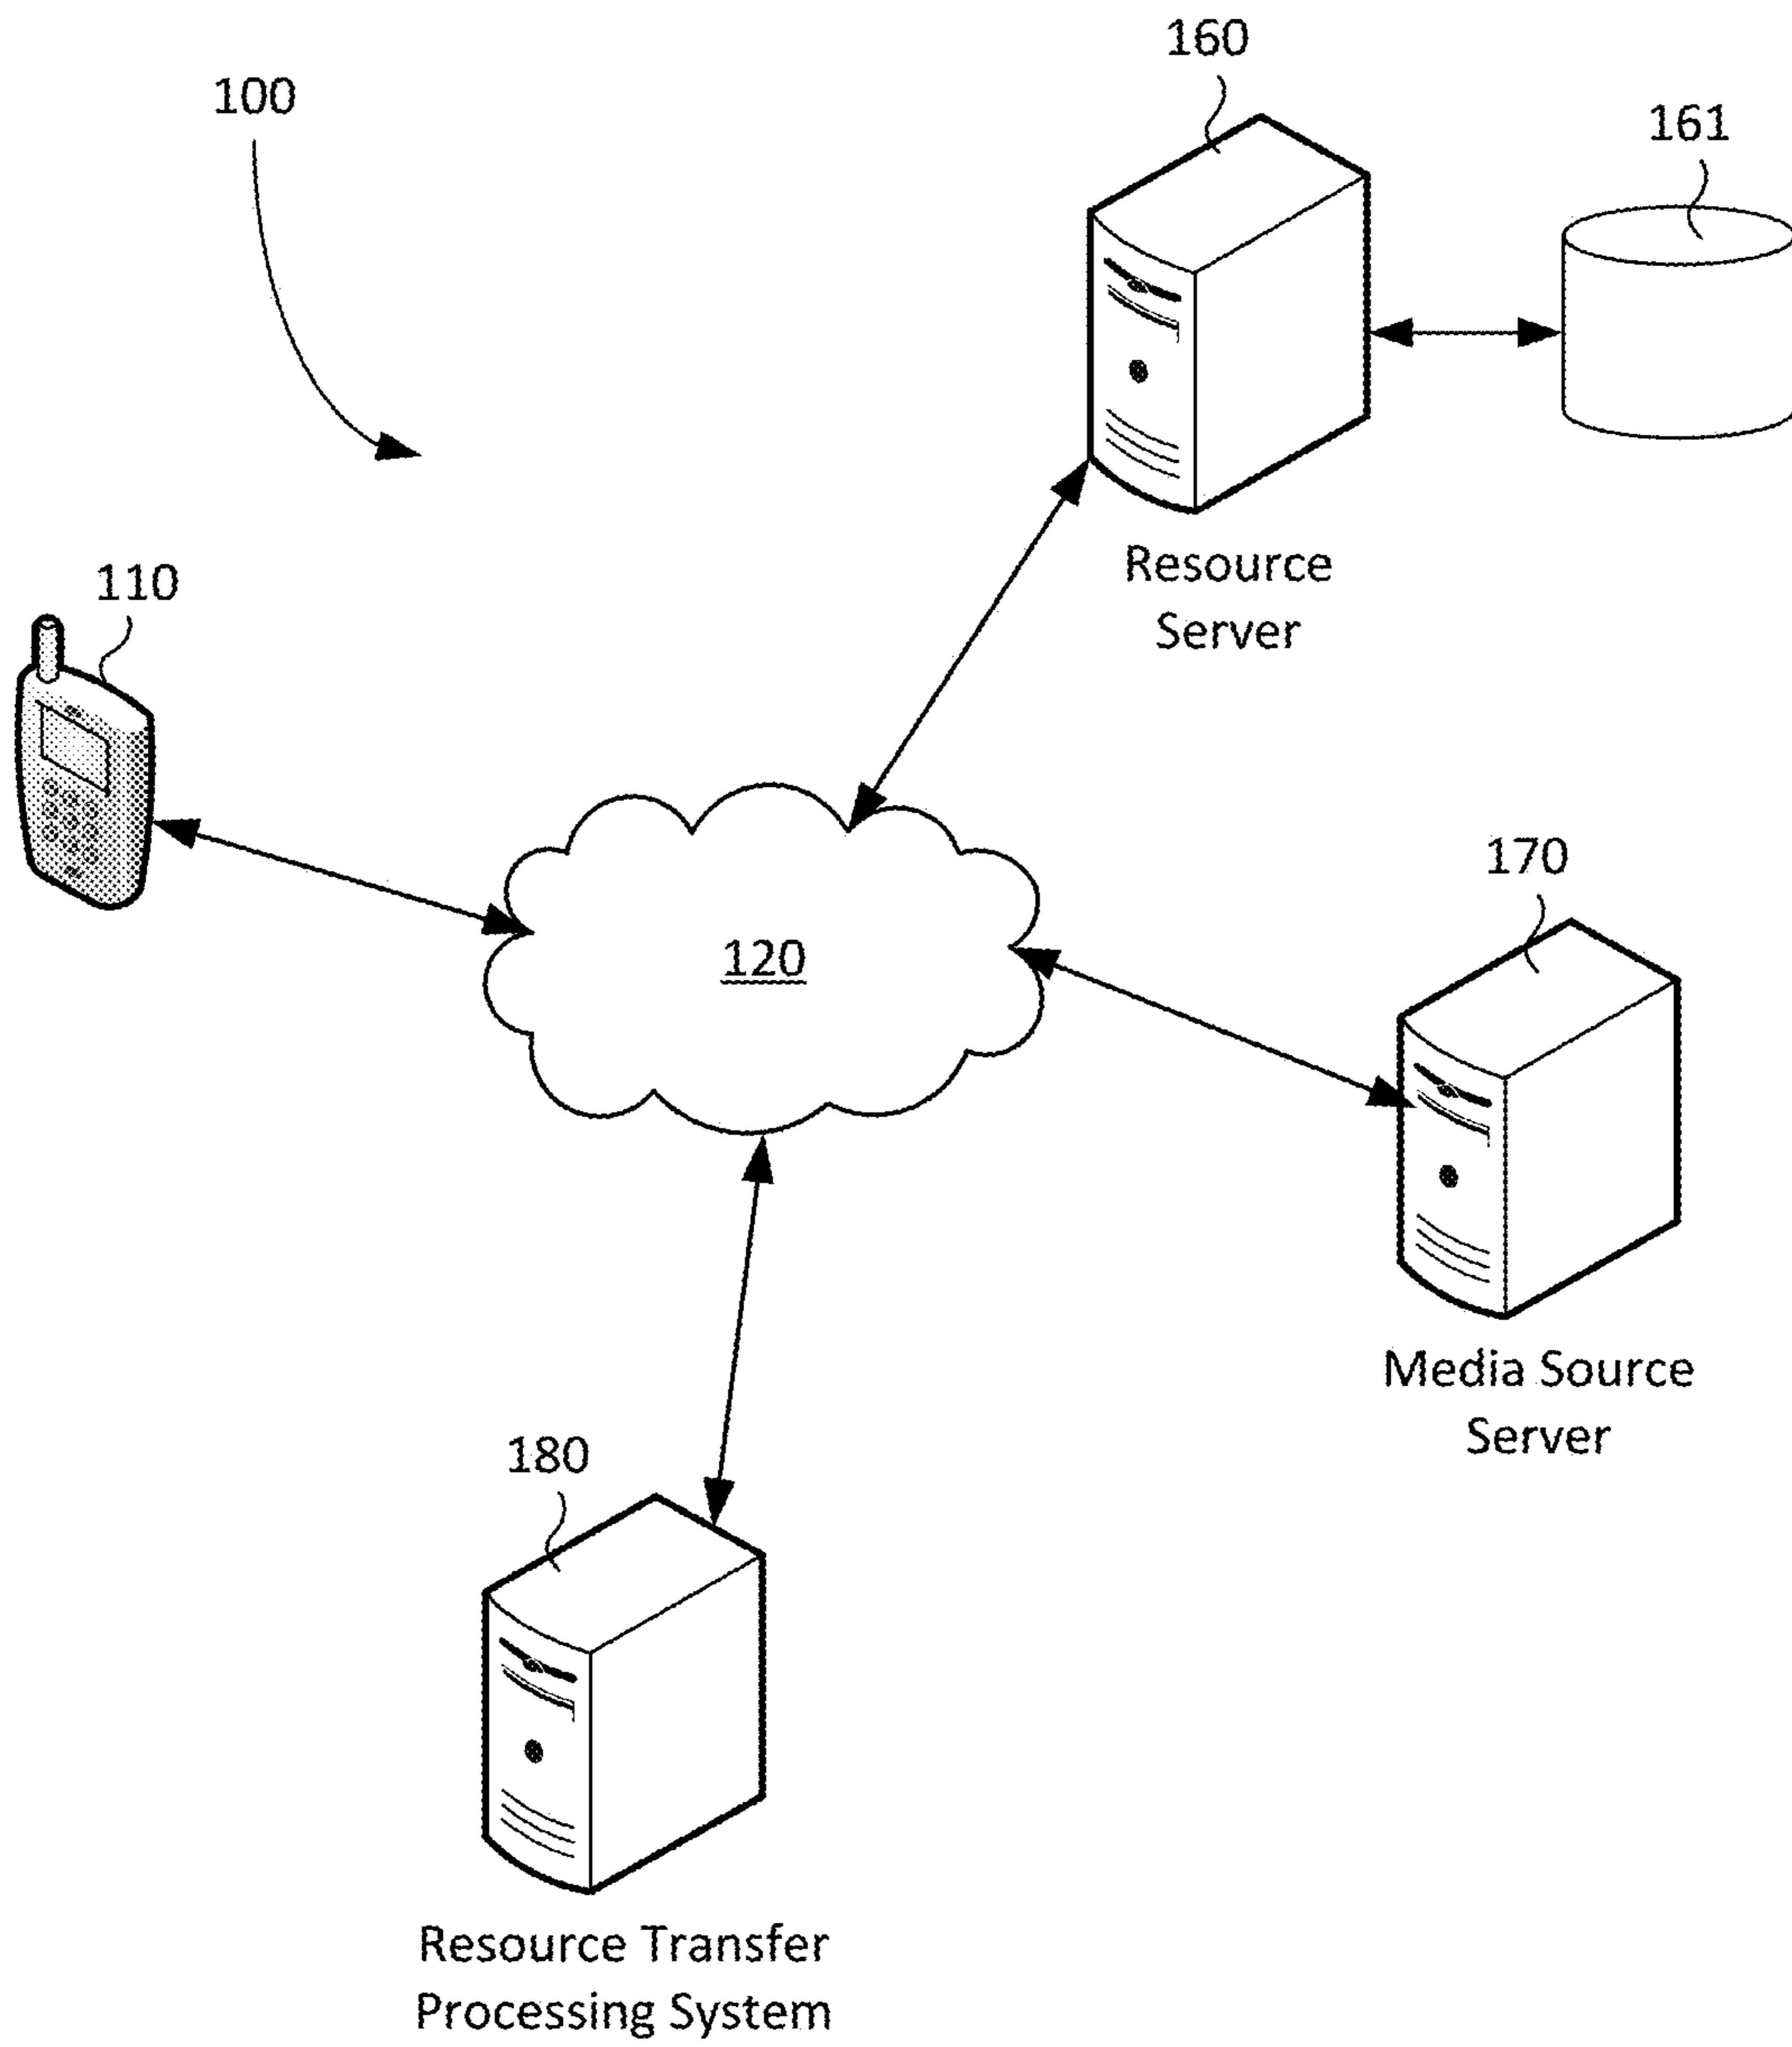 160
100
161
Resource
Server
110
170
120
Media Source
Server
180
Resource Transfer
Processing System